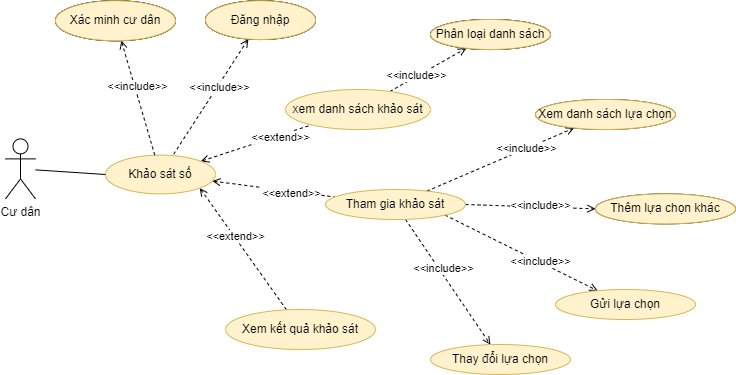 Xác minh cư dân
Đăng nhập
Phân loại danh sách
<<include>>
<<include>>
<<include>>
xem danh sách khảo sát
Xem danh sách lựa chọn
<<extend>>
<<include>>
Khảo sát số
<<extend>>
Tham gia khảo sát
<<include>>
Thêm lựa chọn khác
Cư dân
<<extend>>
<<include>>
<<include>>
Gửi lựa chọn
Xem kết quả khảo sát
Thay đổi lựa chọn